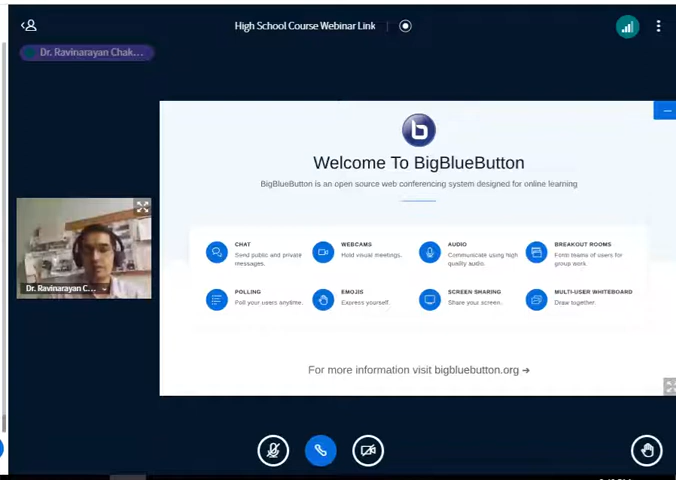 High School Course Webinar Link
Dr. Ravinarayan Chak...
Welcome To BigBlueButton
BigBlueButton is an open source web conferencing system designed for online learning
CHAT
Send public and private
messages.
WEBCAMS
Hold visual meetings.
AUDIO
Communicate using high
quality audio.
BREAKOUT ROOMS
Form teams of users for
group work.
POLLING
Poll your users anytime.
EMOJIS
Express yourself.
SCREEN SHARING
Share your screen.
MULTI-USER WHITEBOARD
Draw together.
Dr. Ravinarayan C...
For more information visit bigbluebutton.org →